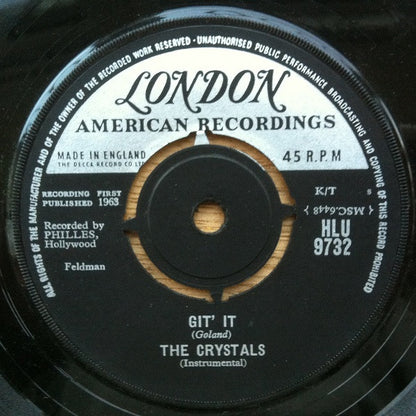 ALL RIGHTS OF THE MANUFACTURER AND OF THE OWNER OF THE RECORDED WORK RESERVED · UNAUTHORISED PUBLIC PERFORMANCE BROADCASTING AND COPYING OF THIS RECORD PROHIBITED
LONDON
AMERICAN RECORDINGS
MADE IN ENGLAND
THE DECCA RECORD CO LTD
45 R.P.M
RECORDING FIRST
PUBLISHED 1963
K/T
s
(MSC.6448)
Recorded by
PHILLES,
Hollywood
HLU
9732
Feldman
GIT' IT
(Goland)
THE CRYSTALS
(Instrumental)